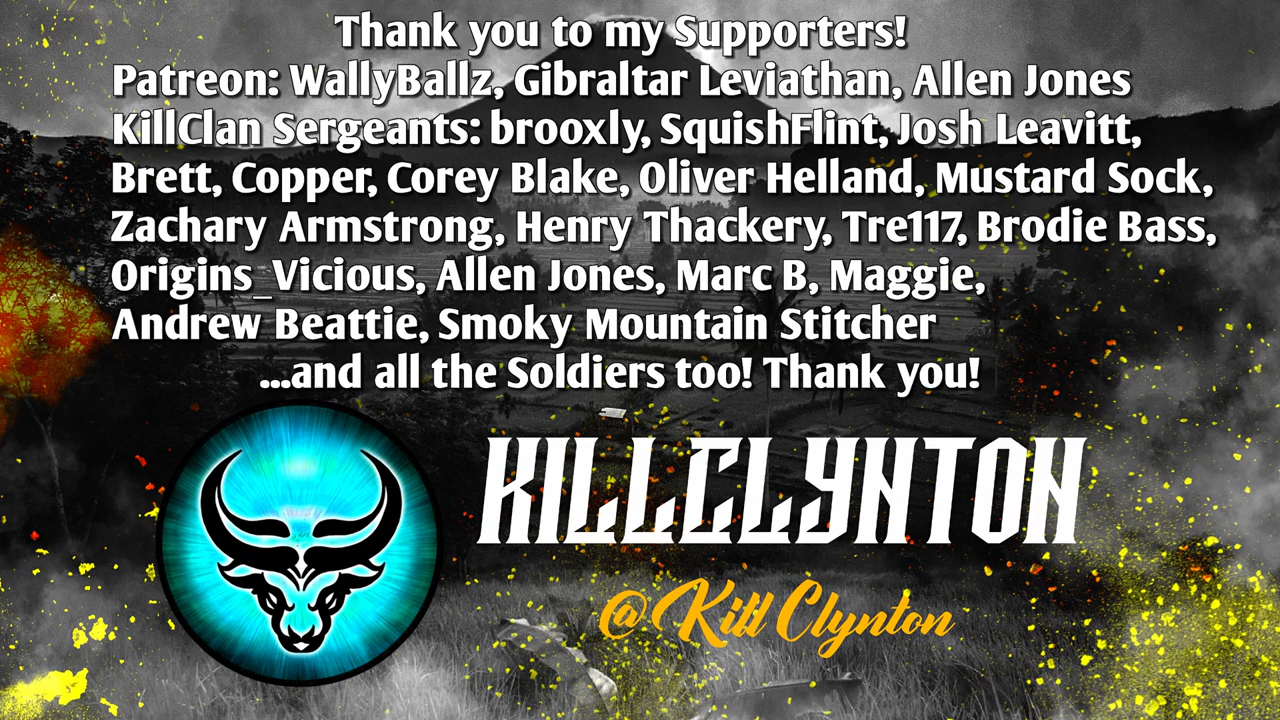 Thank you to my Supporters!
Patreon: WallyBallz, Gibraltar Leviathan, Allen Jones
KillClan Sergeants: brooxly, SquishFlint, Josh Leavitt,
Brett, Copper, Corey Blake, Oliver Helland, Mustard Sock,
Zachary Armstrong, Henry Thackery, Tre117, Brodie Bass,
Origins_Vicious, Allen Jones, Marc B, Maggie,
Andrew Beattie, Smoky Mountain Stitcher
...and all the Soldiers too! Thank you!
KILLCLYNTON
@KillClynton